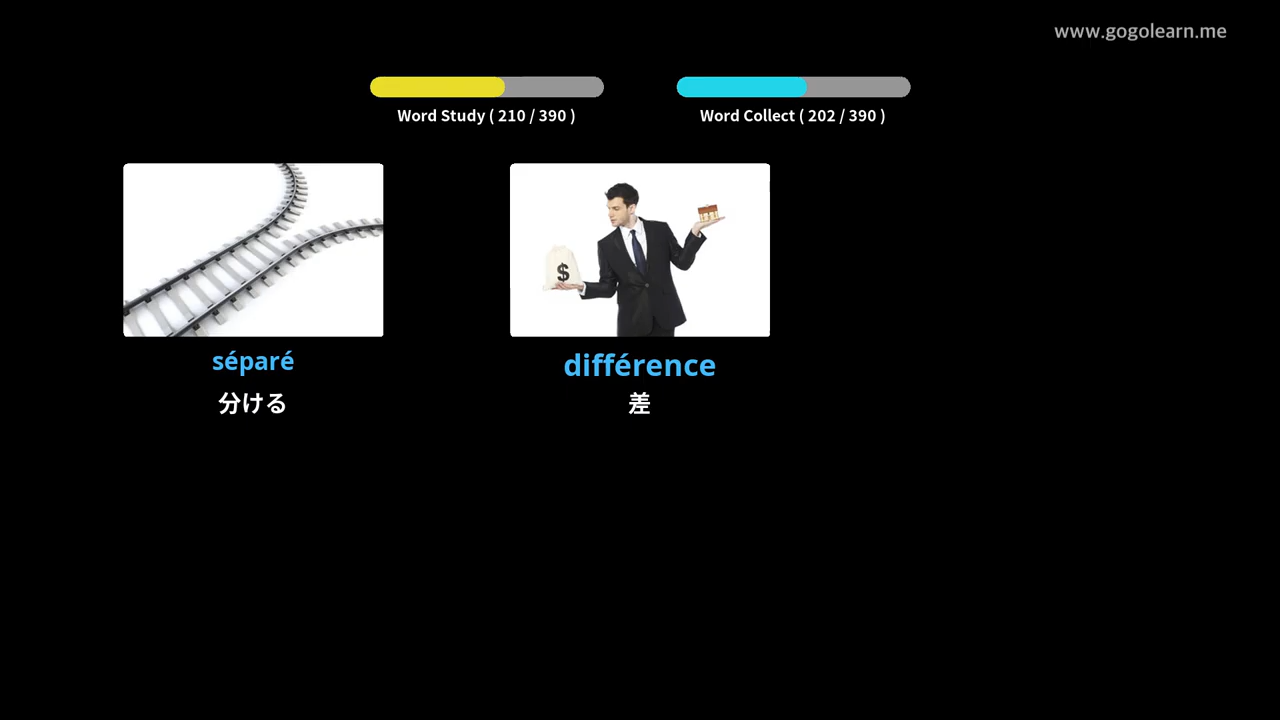 www.gogolearn.me
Word Study ( 210 / 390 )
Word Collect ( 202 / 390 )
$
séparé
différence
分ける
差